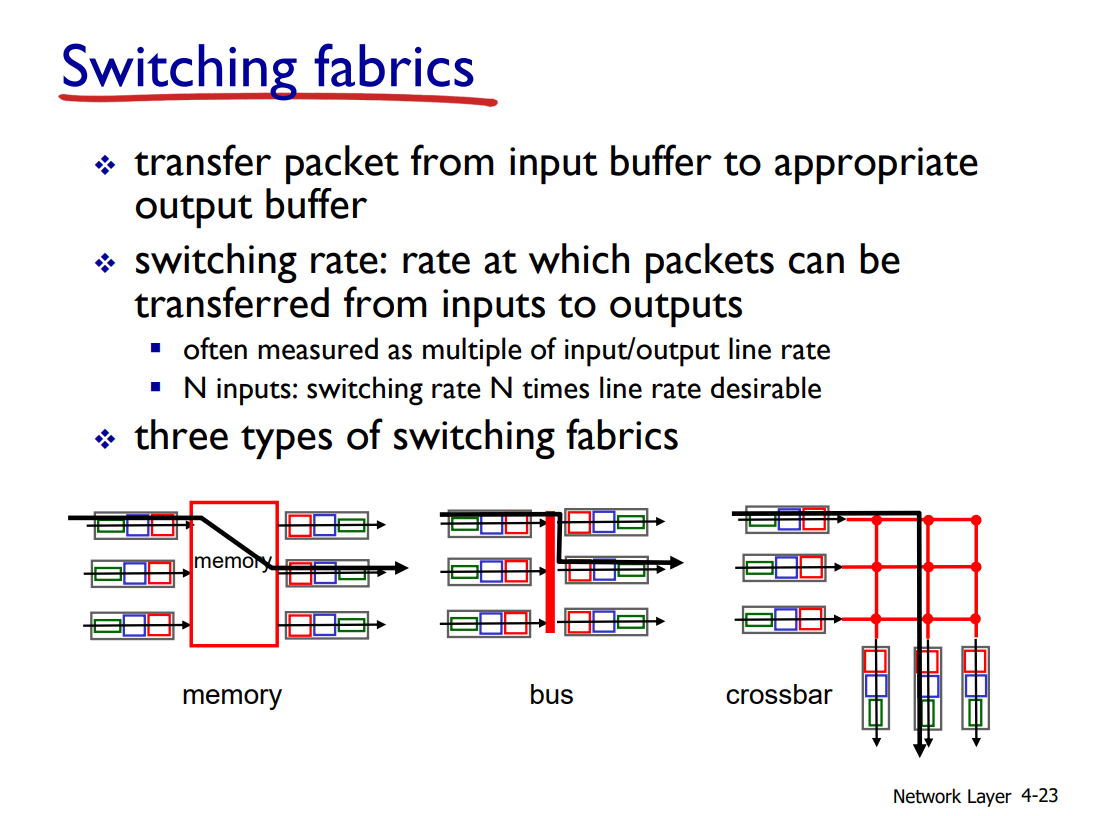 Switching fabrics
transfer packet from input buffer to appropriate
output buffer
switching rate: rate at which packets can be
transferred from inputs to outputs
often measured as multiple of input/output line rate
N inputs: switching rate N times line rate desirable
three types of switching fabrics
memory
memory
bus
crossbar
Network Layer 4-23